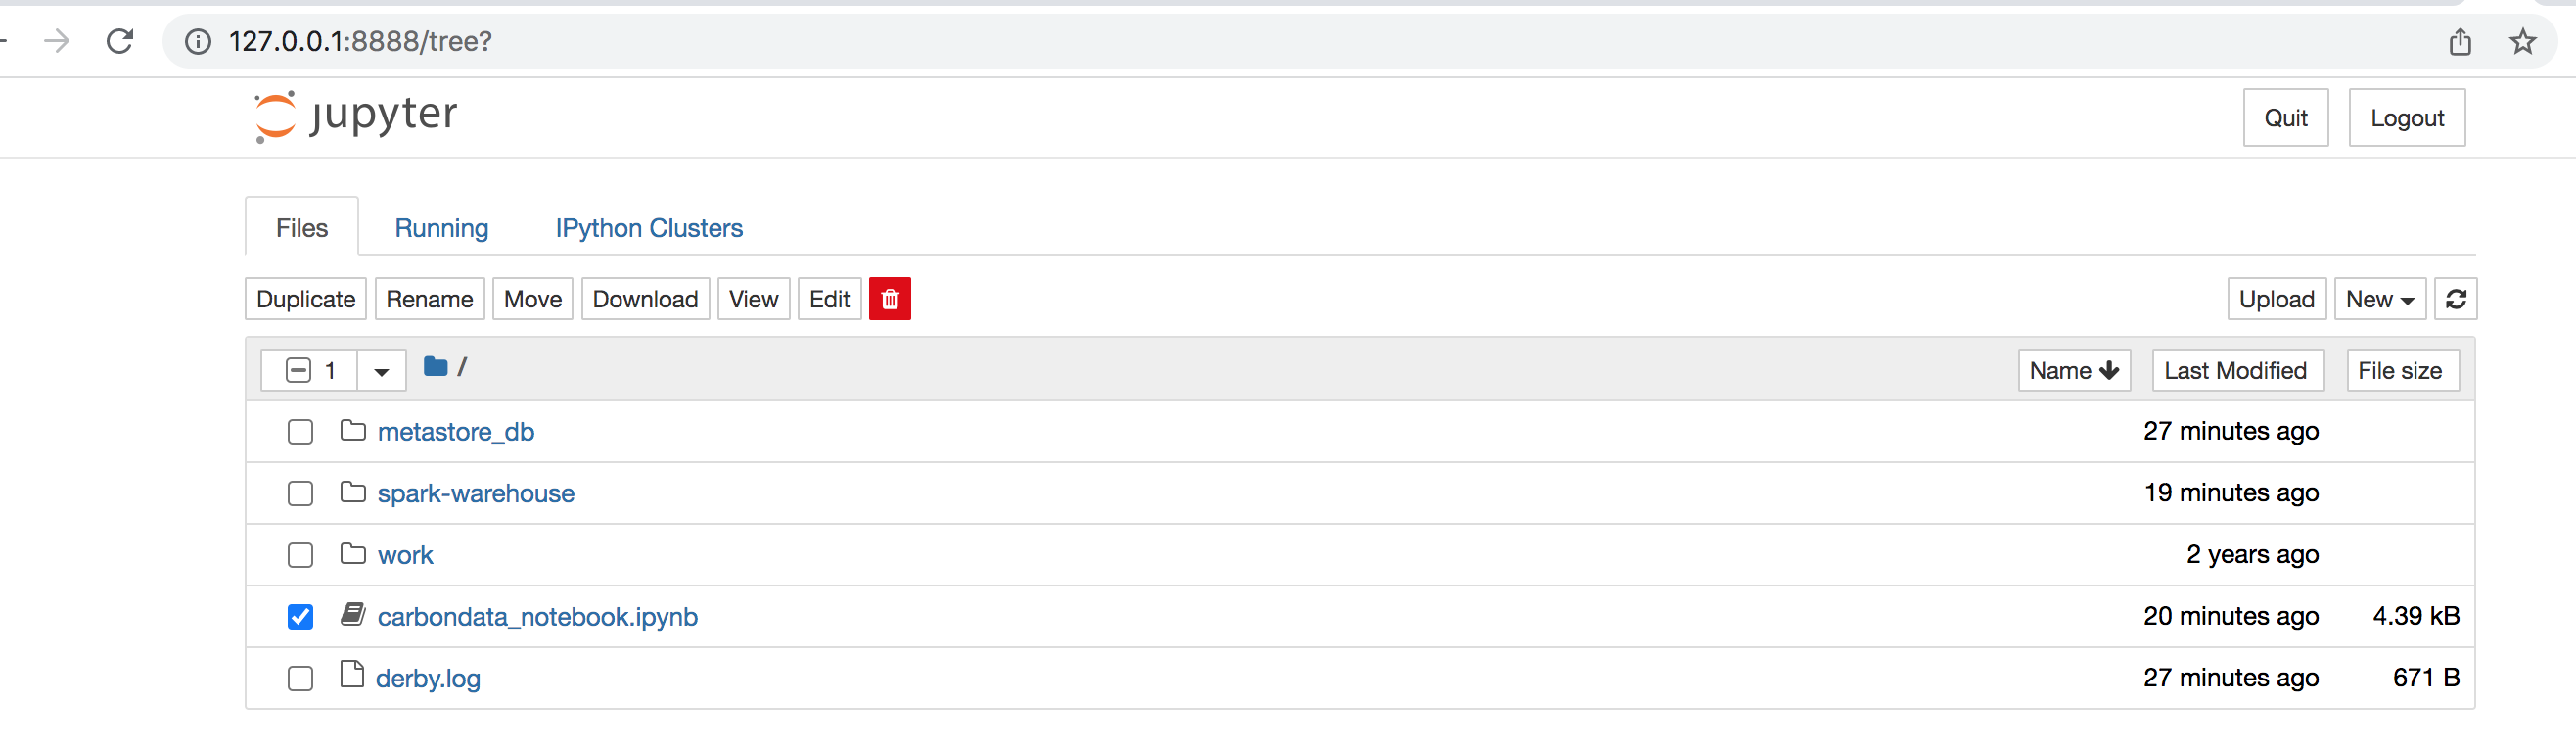 127.0.0.1:8888/tree?
jupyter
Quit Logout
Files Running IPython Clusters
Duplicate Rename Move Download View Edit Upload New
1 / Name Last Modified File size
metastore_db 27 minutes ago
spark-warehouse 19 minutes ago
work 2 years ago
carbondata_notebook.ipynb 20 minutes ago 4.39 kB
derby.log 27 minutes ago 671 B